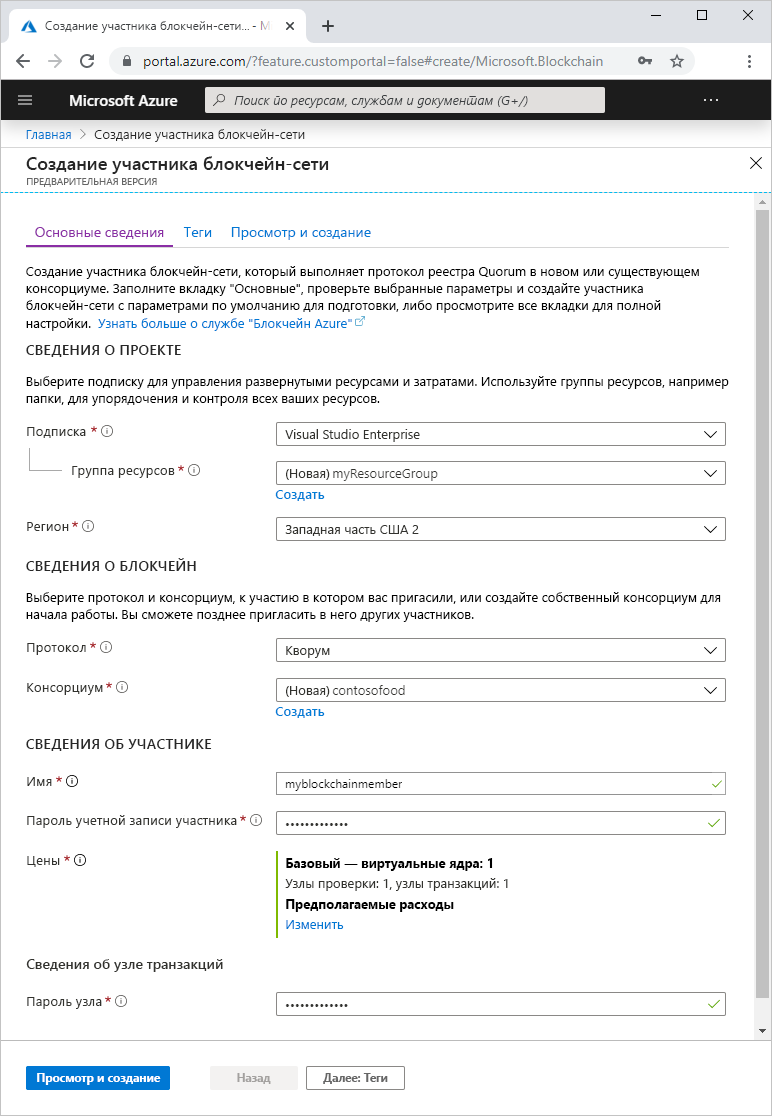 Создание участника блокчейн-сети... - M
portal.azure.com/?feature.customportal=false#create/Microsoft.Blockchain
Microsoft Azure
Поиск по ресурсам, службам и документам (G+/)
Главная > Создание участника блокчейн-сети
Создание участника блокчейн-сети
ПРЕДВАРИТЕЛЬНАЯ ВЕРСИЯ
Основные сведения Теги Просмотр и создание
Создание участника блокчейн-сети, который выполняет протокол реестра Quorum в новом или существующем
консорциуме. Заполните вкладку "Основные", проверьте выбранные параметры и создайте участника
блокчейн-сети с параметрами по умолчанию для подготовки, либо просмотрите все вкладки для полной
настройки. Узнать больше о службе "Блокчейн Azure"
СВЕДЕНИЯ О ПРОЕКТЕ
Выберите подписку для управления развернутыми ресурсами и затратами. Используйте группы ресурсов, например
папки, для упорядочения и контроля всех ваших ресурсов.
Подписка * Visual Studio Enterprise
Группа ресурсов * (Новая) myResourceGroup
Создать
Регион * Западная часть США 2
СВЕДЕНИЯ О БЛОКЧЕЙН
Выберите протокол и консорциум, к участию в котором вас пригасили, или создайте собственный консорциум для
начала работы. Вы сможете позднее пригласить в него других участников.
Протокол * Кворум
Консорциум * (Новая) contosofood
Создать
СВЕДЕНИЯ ОБ УЧАСТНИКЕ
Имя * myblockchainmember
Пароль учетной записи участника * •••••••••••••
Цены * Базовый — виртуальные ядра: 1
Узлы проверки: 1, узлы транзакций: 1
Предполагаемые расходы
Изменить
Сведения об узле транзакций
Пароль узла * •••••••••••••
Просмотр и создание Назад Далее: Теги